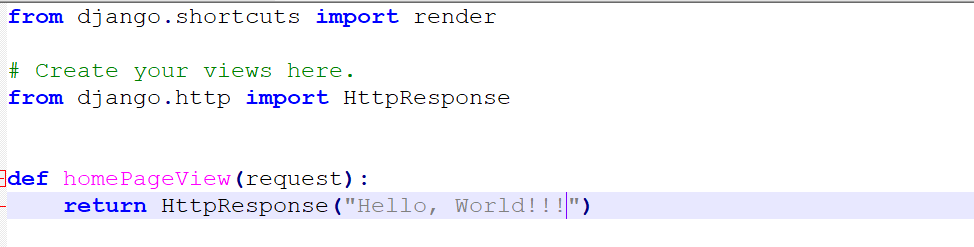 from django.shortcuts import render
# Create your views here.
from django.http import HttpResponse
def homePageView(request):
    return HttpResponse("Hello, World!!!")